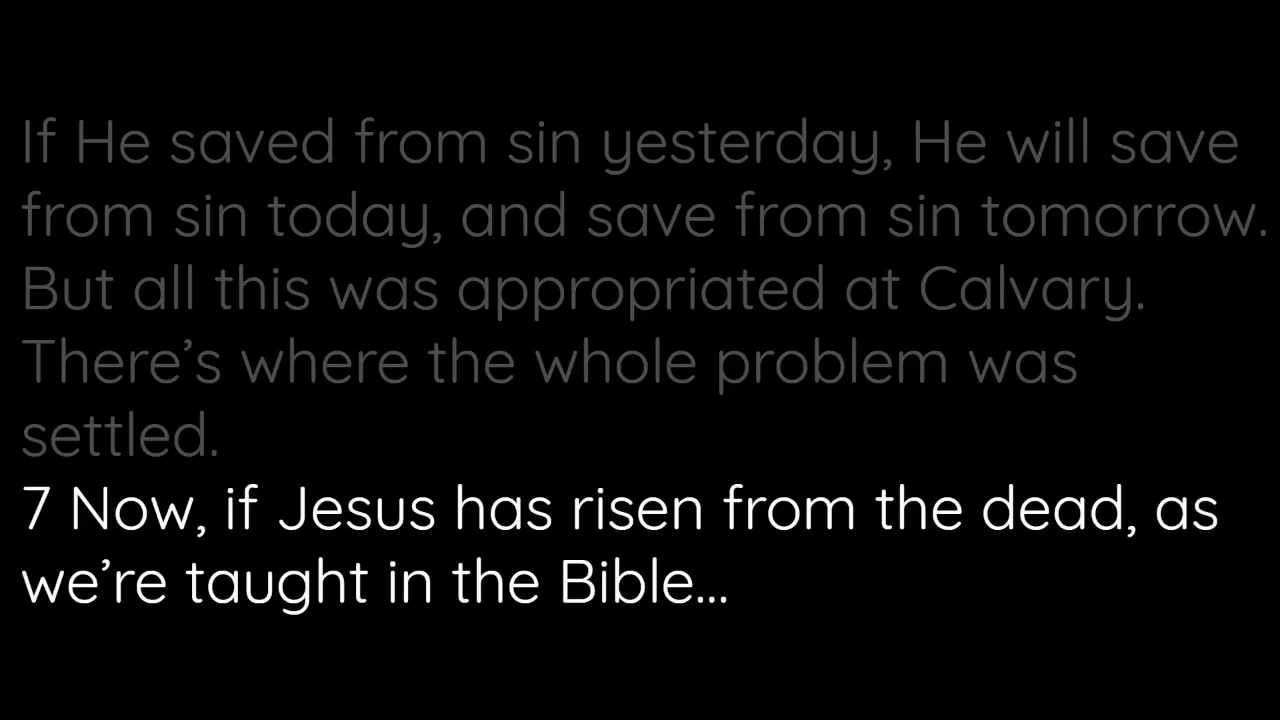 If He saved from sin yesterday, He will save
from sin today, and save from sin tomorrow.
But all this was appropriated at Calvary.
There’s where the whole problem was
settled.
7 Now, if Jesus has risen from the dead, as
we’re taught in the Bible...